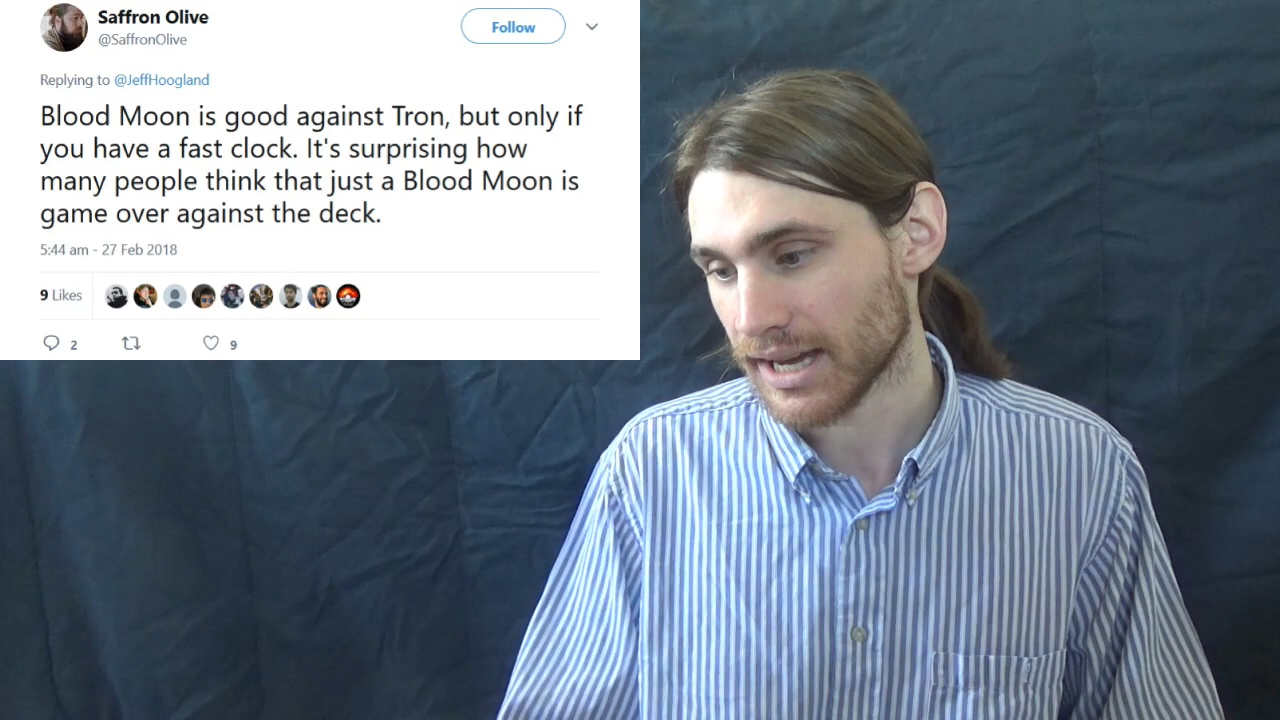 Saffron Olive
@SaffronOlive
Follow
Replying to @JeffHoogland
Blood Moon is good against Tron, but only if
you have a fast clock. It's surprising how
many people think that just a Blood Moon is
game over against the deck.
5:44 am - 27 Feb 2018
9 Likes
2
9